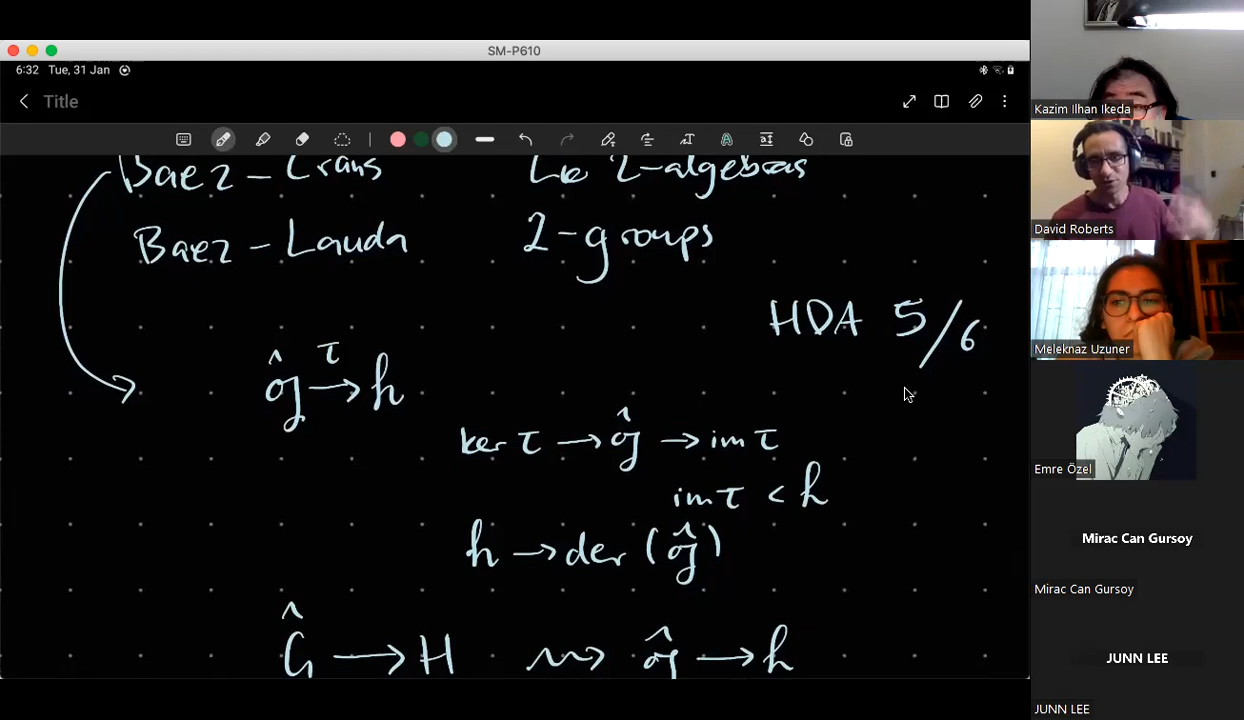 SM-P610
6:32 Tue, 31 Jan
Title
Baez - Crans Lie 2-algebras
Baez - Lauda 2-groups
HDA 5/6
ĝ →τ h
ker τ → ĝ → im τ
im τ < h
h → der (ĝ)
Ĝ → H ⇝ ĝ → h
Kazim Ilhan Ikeda
David Roberts
Meleknaz Uzuner
Emre Özel
Mirac Can Gursoy
Mirac Can Gursoy
JUNN LEE
JUNN LEE